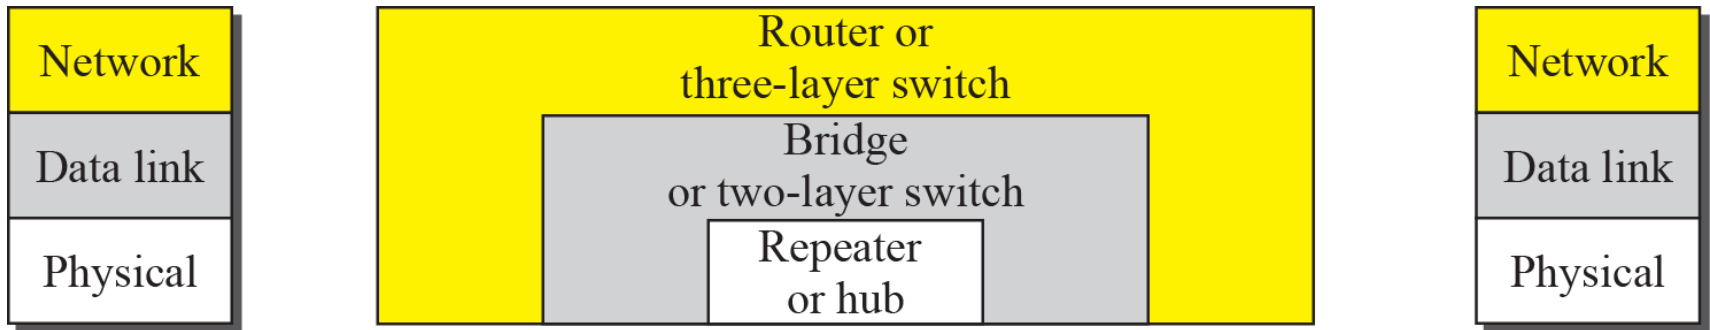 Network
Data link
Physical
Router or
three-layer switch
Bridge
or two-layer switch
Repeater
or hub
Network
Data link
Physical